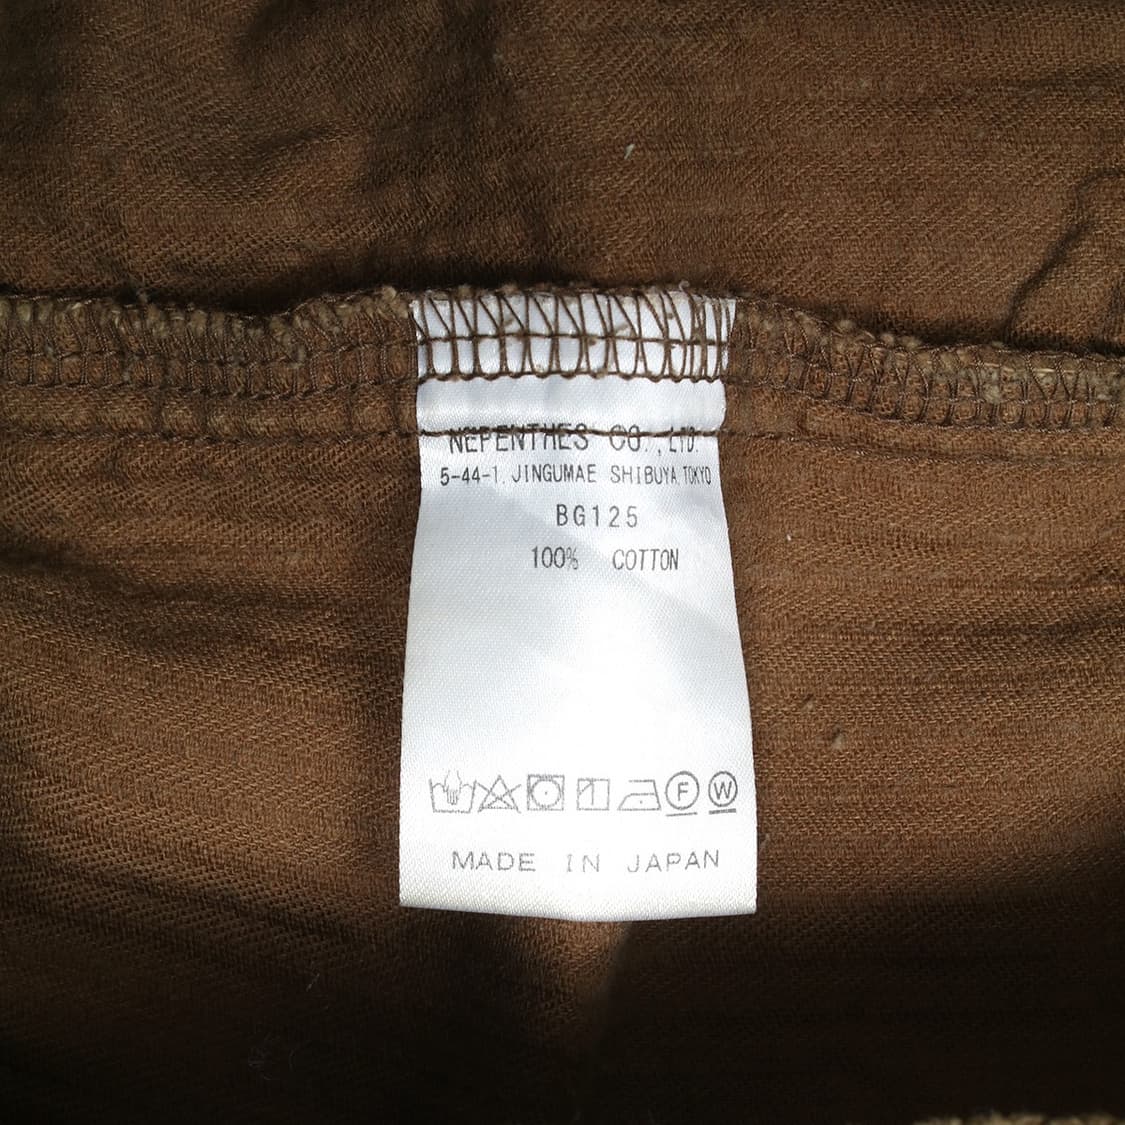 NEPENTHES CO.,LTD.
5-44-1,JINGUMAE SHIBUYA,TOKYO
BG125
100% COTTON
F W
MADE IN JAPAN